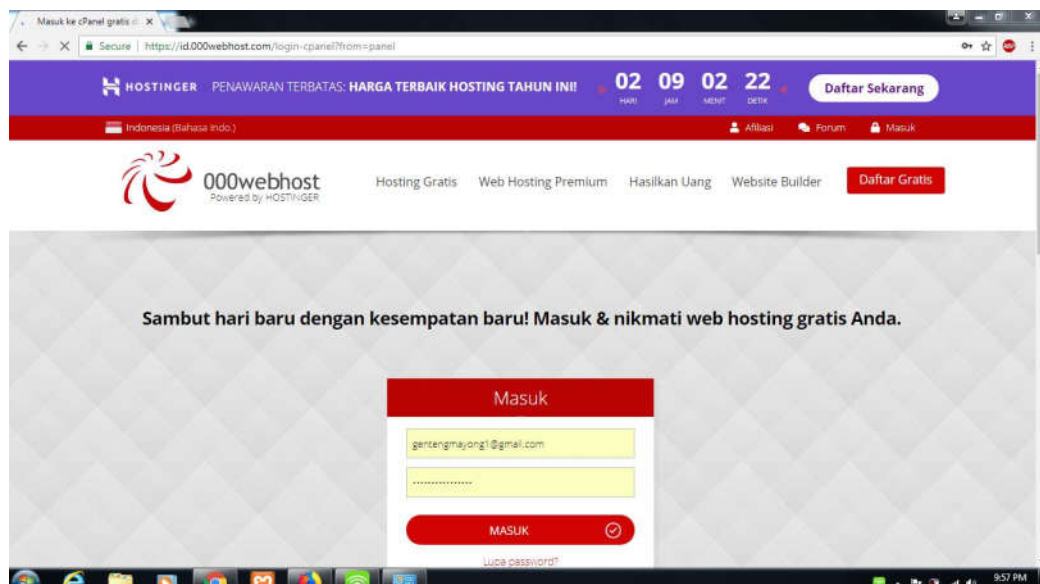 Masuk ke cPanel gratis
Secure | https://id.000webhost.com/login-cpanel?from=panel
HOSTINGER PENAWARAN TERBATAS: HARGA TERBAIK HOSTING TAHUN INI! 02 09 02 22 Daftar Sekarang
HARI JAM MENIT DETIK
Indonesia (Bahasa Indo.) Afiliasi Forum Masuk
000webhost Hosting Gratis Web Hosting Premium Hasilkan Uang Website Builder Daftar Gratis
Powered by HOSTINGER
Sambut hari baru dengan kesempatan baru! Masuk & nikmati web hosting gratis Anda.
Masuk
gentengmayong1@gmail.com
MASUK
Lupa password?
9:57 PM